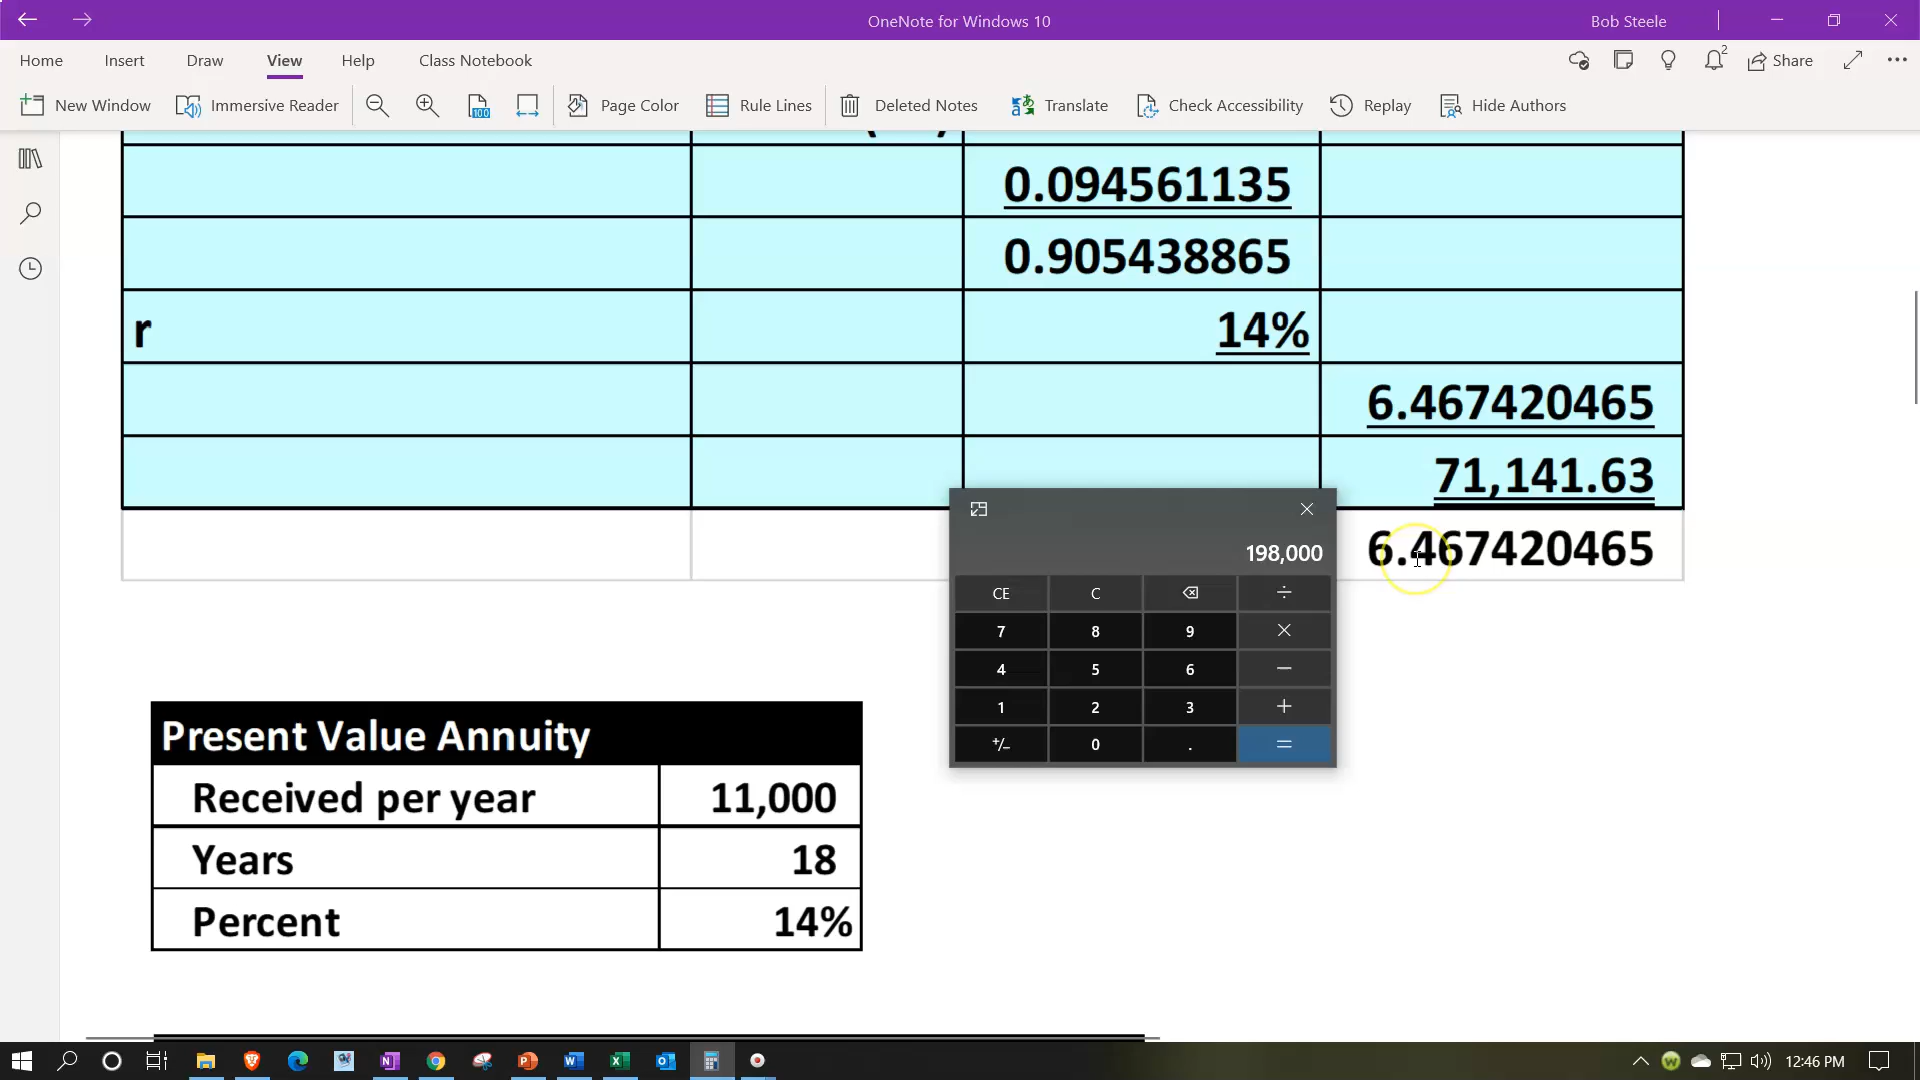 OneNote for Windows 10
Bob Steele
Home Insert Draw View Help Class Notebook
2
Share
New Window Immersive Reader 100 Page Color Rule Lines Deleted Notes Translate Check Accessibility Replay Hide Authors
0.094561135
0.905438865
r 14%
6.467420465
71,141.63
6.467420465
198,000
CE C ÷
7 8 9 ×
4 5 6 −
1 2 3 +
+/− 0 . =
Present Value Annuity
Received per year 11,000
Years 18
Percent 14%
12:46 PM